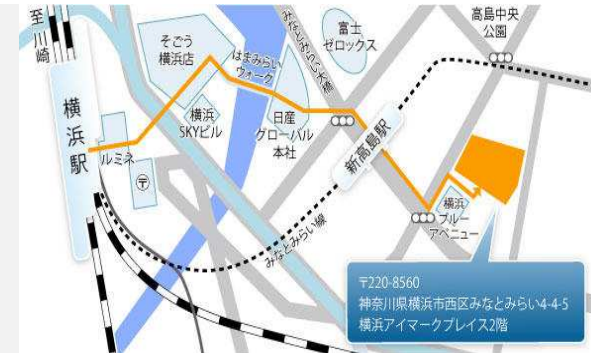 至川崎
横浜駅
そごう
横浜店
はまみらい
ウォーク
みなとみらい大橋
富士
ゼロックス
高島中央
公園
横浜
SKYビル
日産
グローバル
本社
ルミネ
〒
新高島駅
みなとみらい線
横浜
ブルー
アベニュー
〒220-8560
神奈川県横浜市西区みなとみらい4-4-5
横浜アイマークプレイス2階